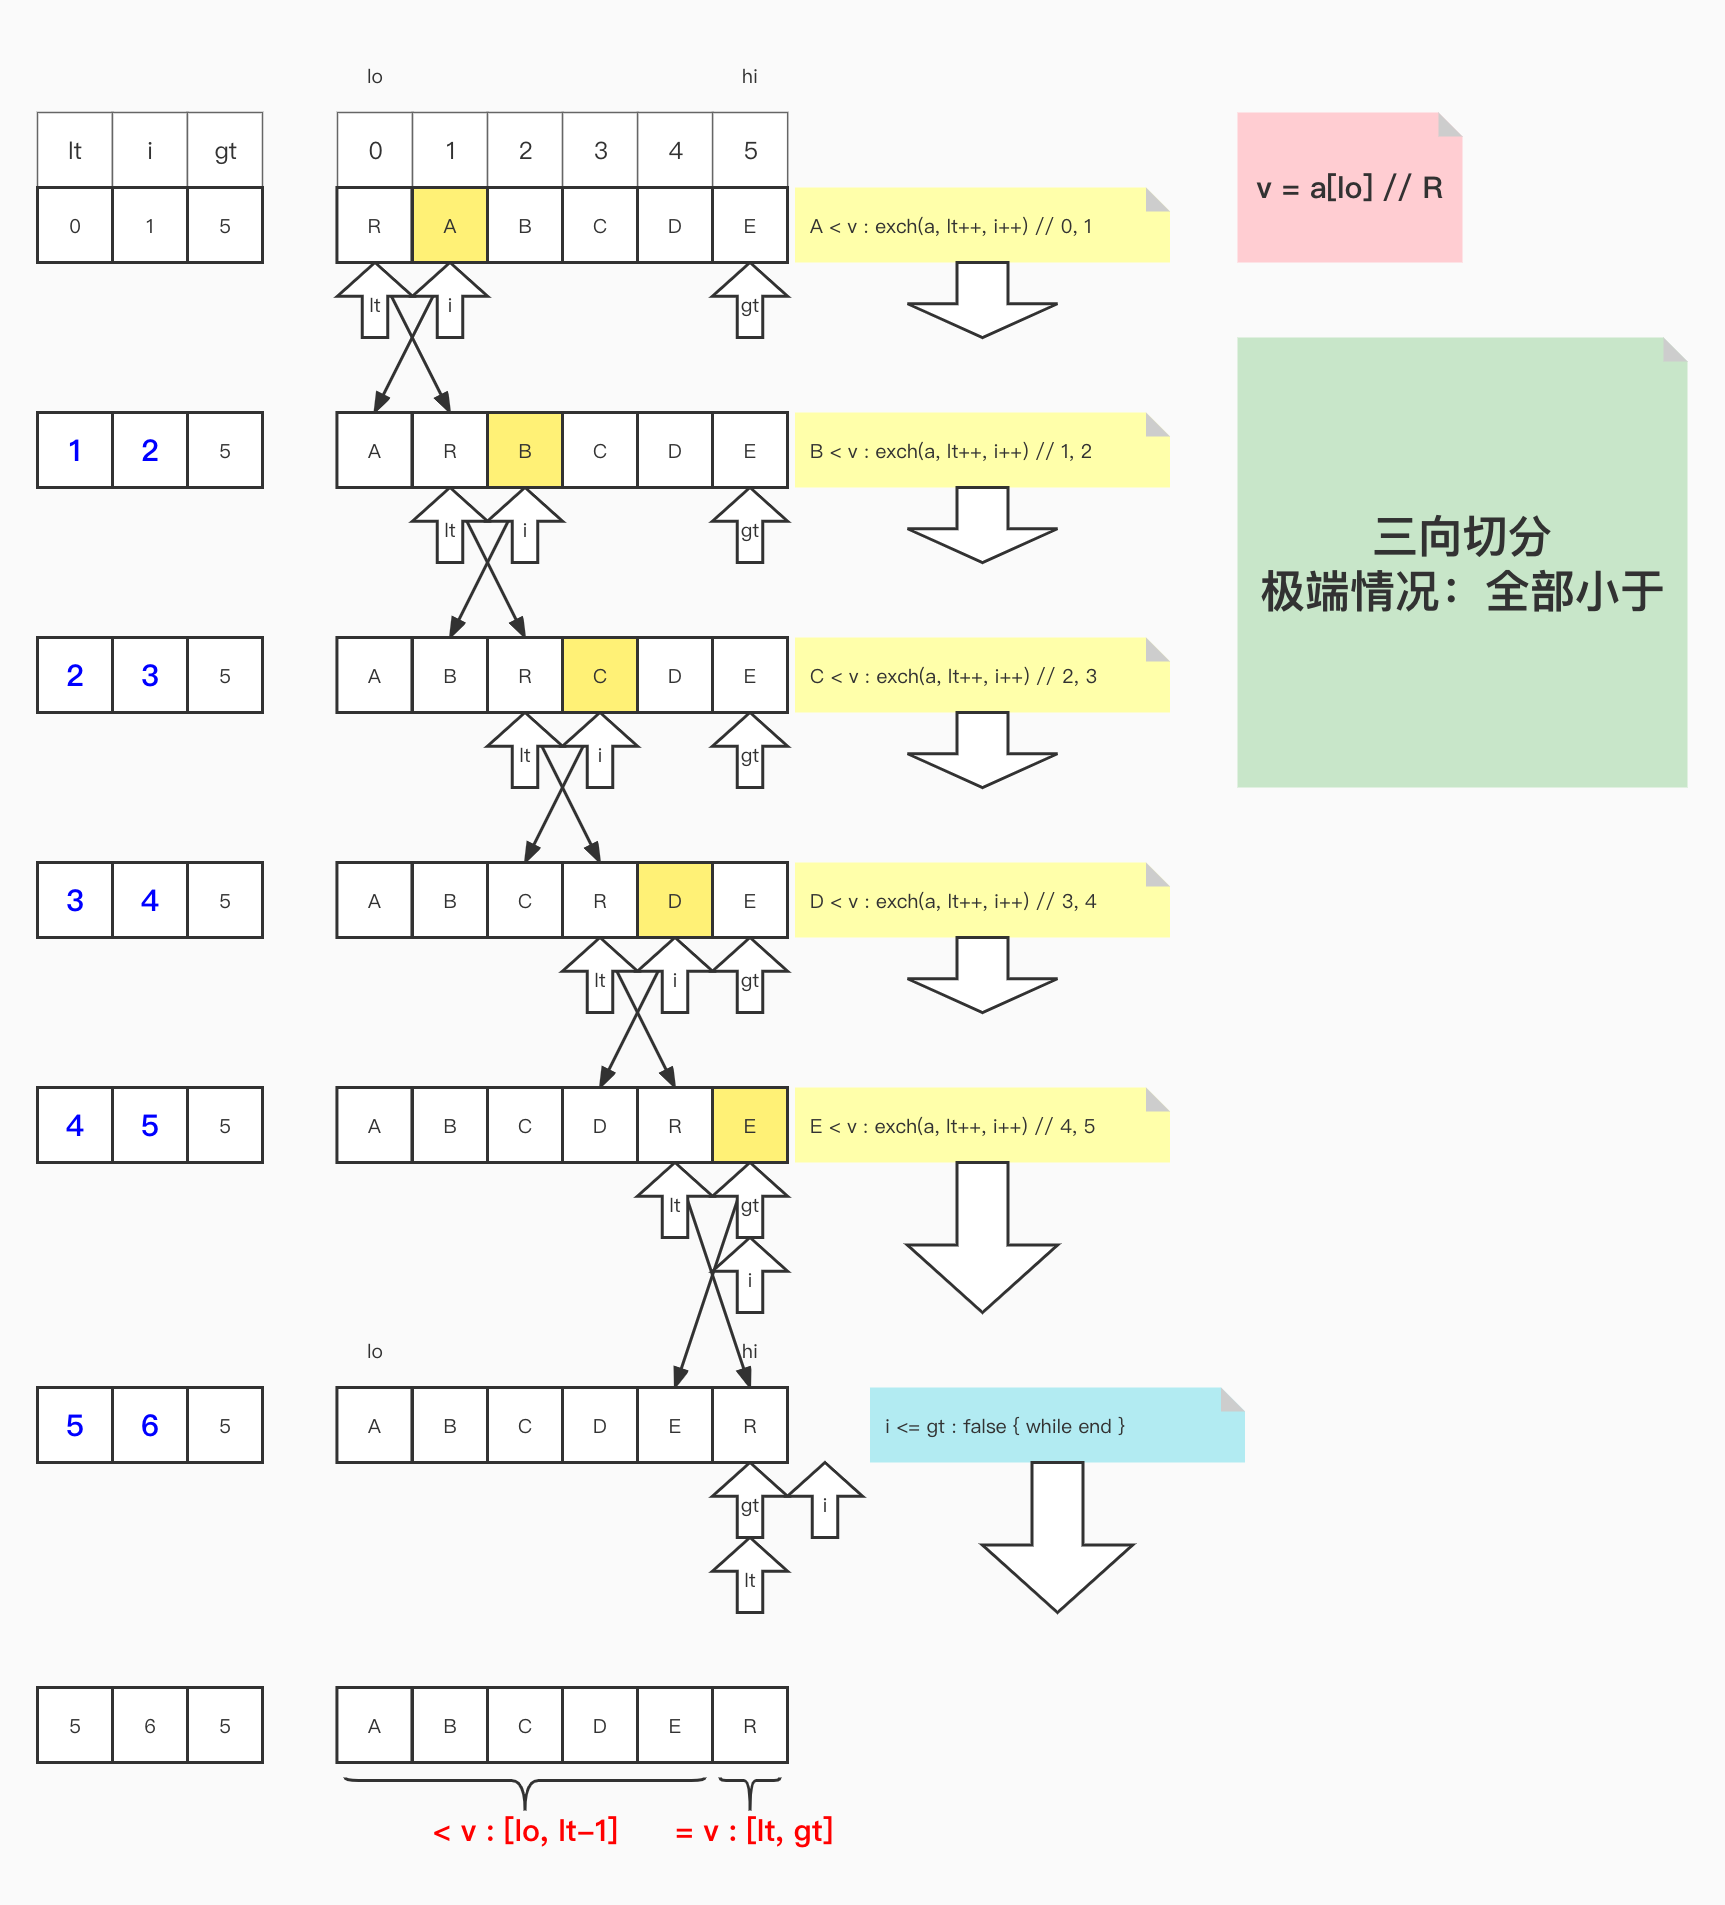 lo hi
lt i gt 0 1 2 3 4 5
0 1 5 R A B C D E A < v : exch(a, lt++, i++) // 0, 1
v = a[lo] // R
lt i gt
1 2 5 A R B C D E B < v : exch(a, lt++, i++) // 1, 2
lt i gt
三向切分
极端情况：全部小于
2 3 5 A B R C D E C < v : exch(a, lt++, i++) // 2, 3
lt i gt
3 4 5 A B C R D E D < v : exch(a, lt++, i++) // 3, 4
lt i gt
4 5 5 A B C D R E E < v : exch(a, lt++, i++) // 4, 5
lt gt
i
lo hi
5 6 5 A B C D E R i <= gt : false { while end }
gt i
lt
5 6 5 A B C D E R
< v : [lo, lt–1] = v : [lt, gt]